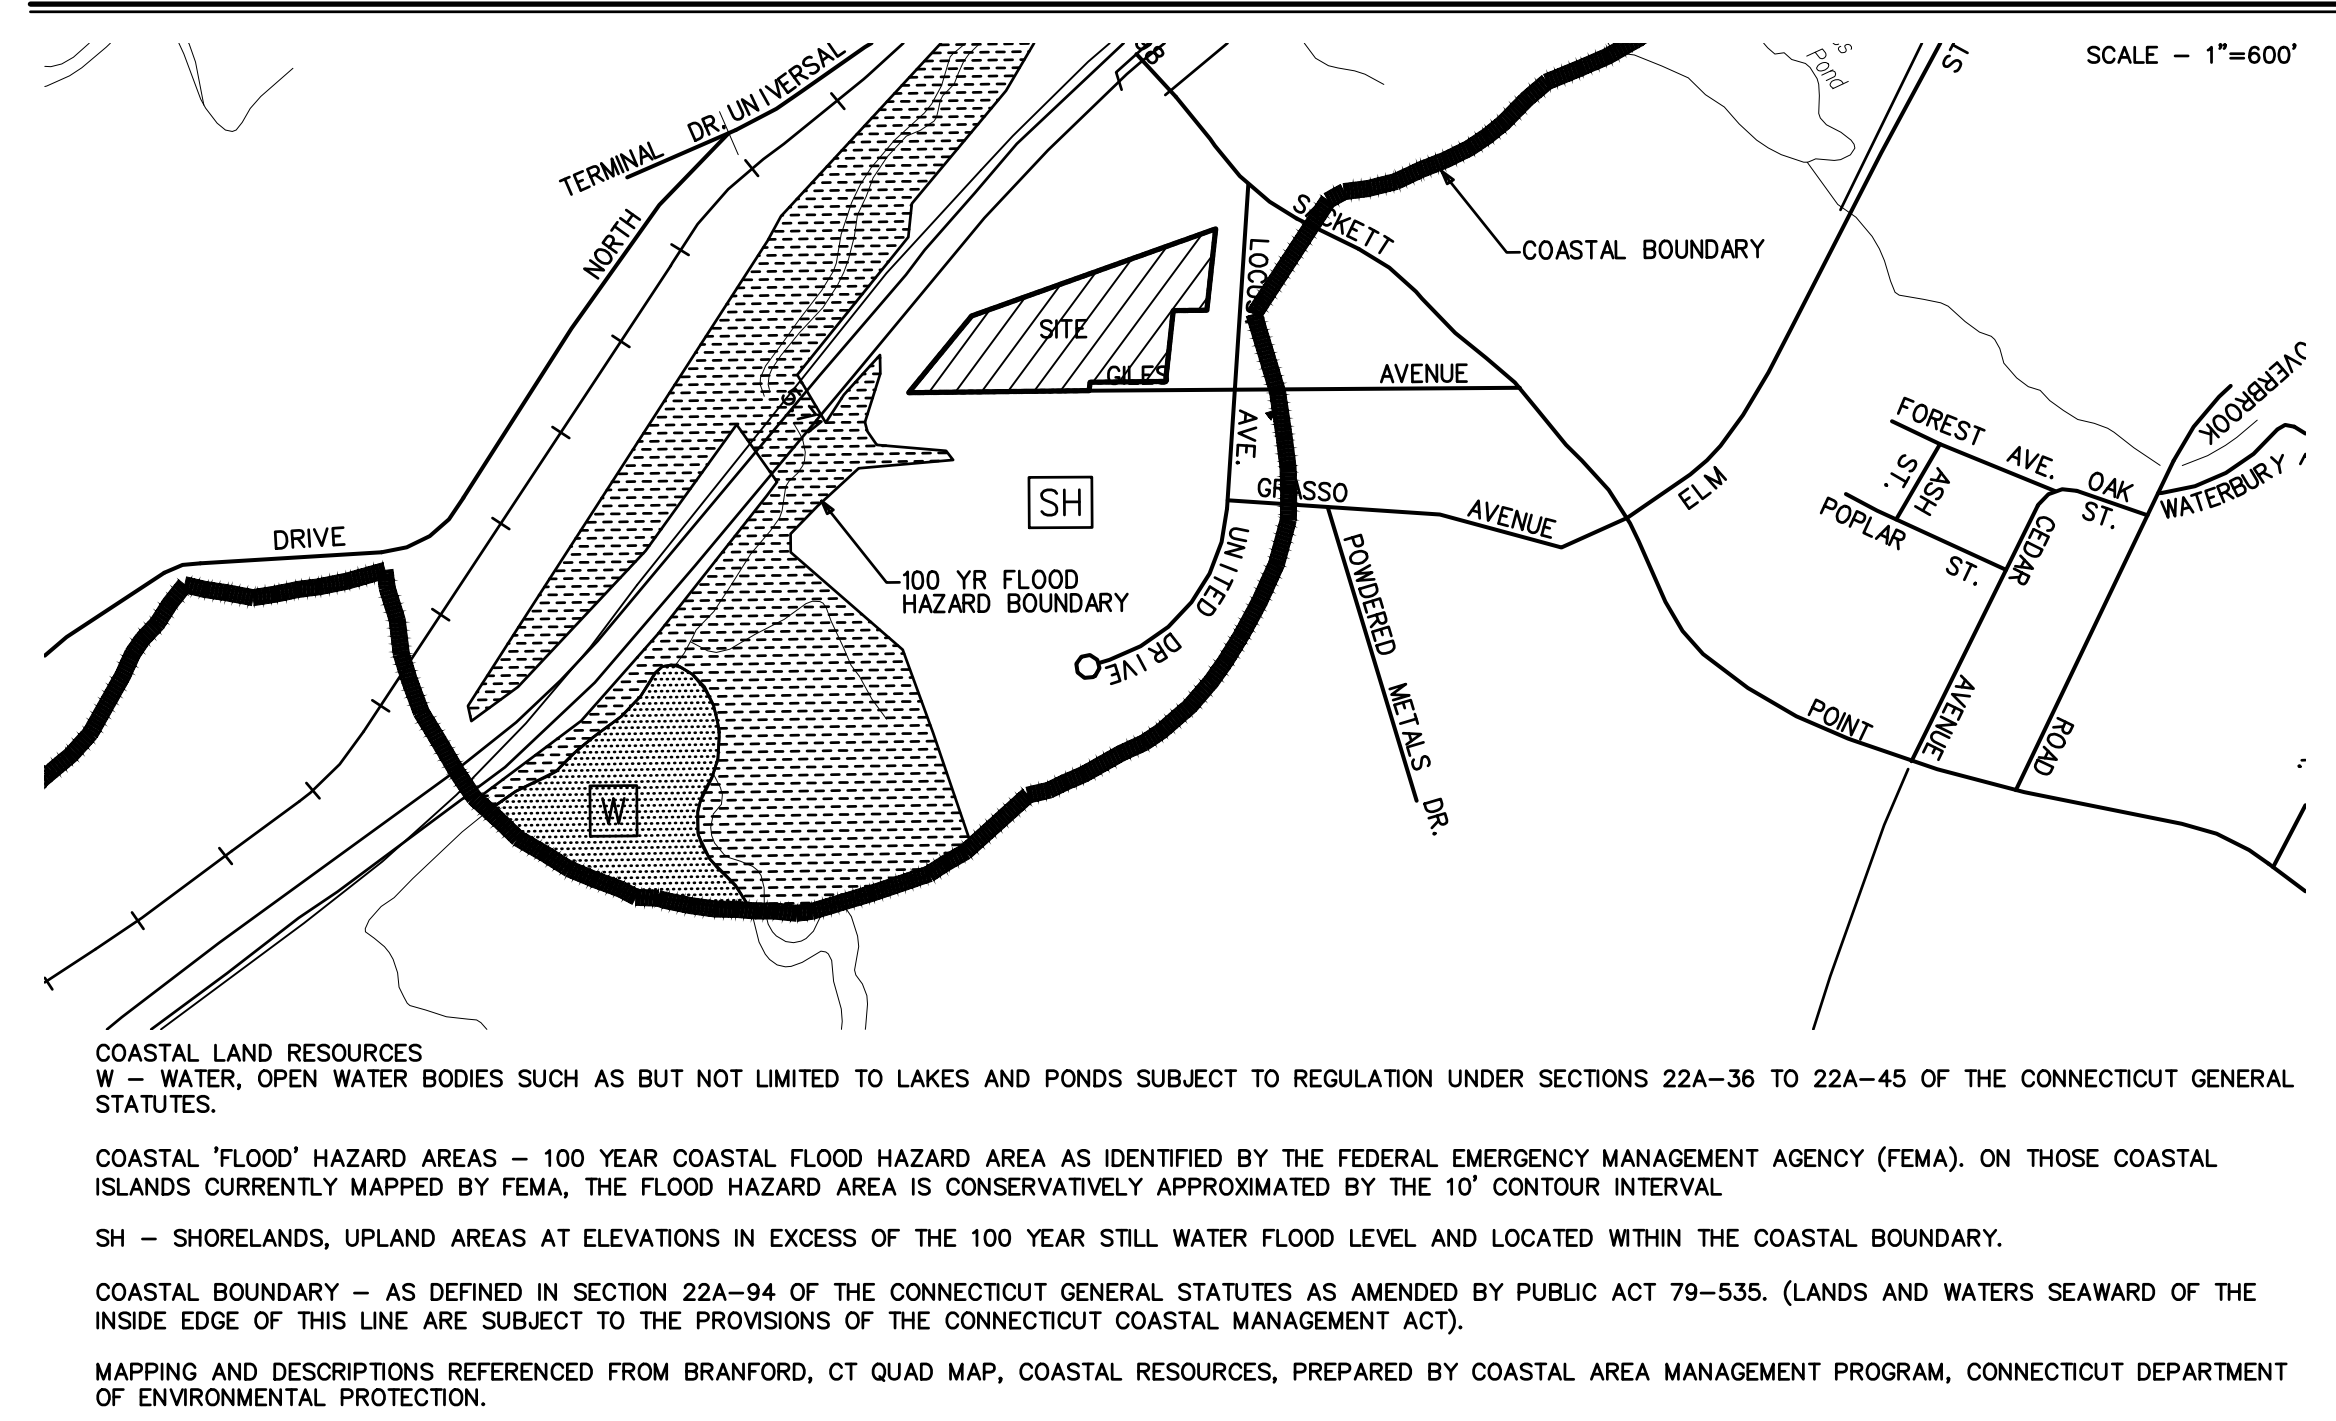 SCALE – 1"=600'
Pond
UNIVERSAL
TERMINAL DR.
NORTH
SACKETT
COASTAL BOUNDARY
LOCUST
SITE
GILES AVENUE
AVE.
OVERBROOK
FOREST AVE.
ASH ST.
OAK ST.
WATERBURY
POPLAR ST.
CEDAR AVENUE
ELM
SH
GRASSO AVENUE
DRIVE
100 YR FLOOD
HAZARD BOUNDARY
UNITED DRIVE
POWDERED METALS DR.
POINT
ROAD
W
COASTAL LAND RESOURCES
W – WATER, OPEN WATER BODIES SUCH AS BUT NOT LIMITED TO LAKES AND PONDS SUBJECT TO REGULATION UNDER SECTIONS 22A–36 TO 22A–45 OF THE CONNECTICUT GENERAL
STATUTES.
COASTAL 'FLOOD' HAZARD AREAS – 100 YEAR COASTAL FLOOD HAZARD AREA AS IDENTIFIED BY THE FEDERAL EMERGENCY MANAGEMENT AGENCY (FEMA). ON THOSE COASTAL
ISLANDS CURRENTLY MAPPED BY FEMA, THE FLOOD HAZARD AREA IS CONSERVATIVELY APPROXIMATED BY THE 10' CONTOUR INTERVAL
SH – SHORELANDS, UPLAND AREAS AT ELEVATIONS IN EXCESS OF THE 100 YEAR STILL WATER FLOOD LEVEL AND LOCATED WITHIN THE COASTAL BOUNDARY.
COASTAL BOUNDARY – AS DEFINED IN SECTION 22A–94 OF THE CONNECTICUT GENERAL STATUTES AS AMENDED BY PUBLIC ACT 79–535. (LANDS AND WATERS SEAWARD OF THE
INSIDE EDGE OF THIS LINE ARE SUBJECT TO THE PROVISIONS OF THE CONNECTICUT COASTAL MANAGEMENT ACT).
MAPPING AND DESCRIPTIONS REFERENCED FROM BRANFORD, CT QUAD MAP, COASTAL RESOURCES, PREPARED BY COASTAL AREA MANAGEMENT PROGRAM, CONNECTICUT DEPARTMENT
OF ENVIRONMENTAL PROTECTION.